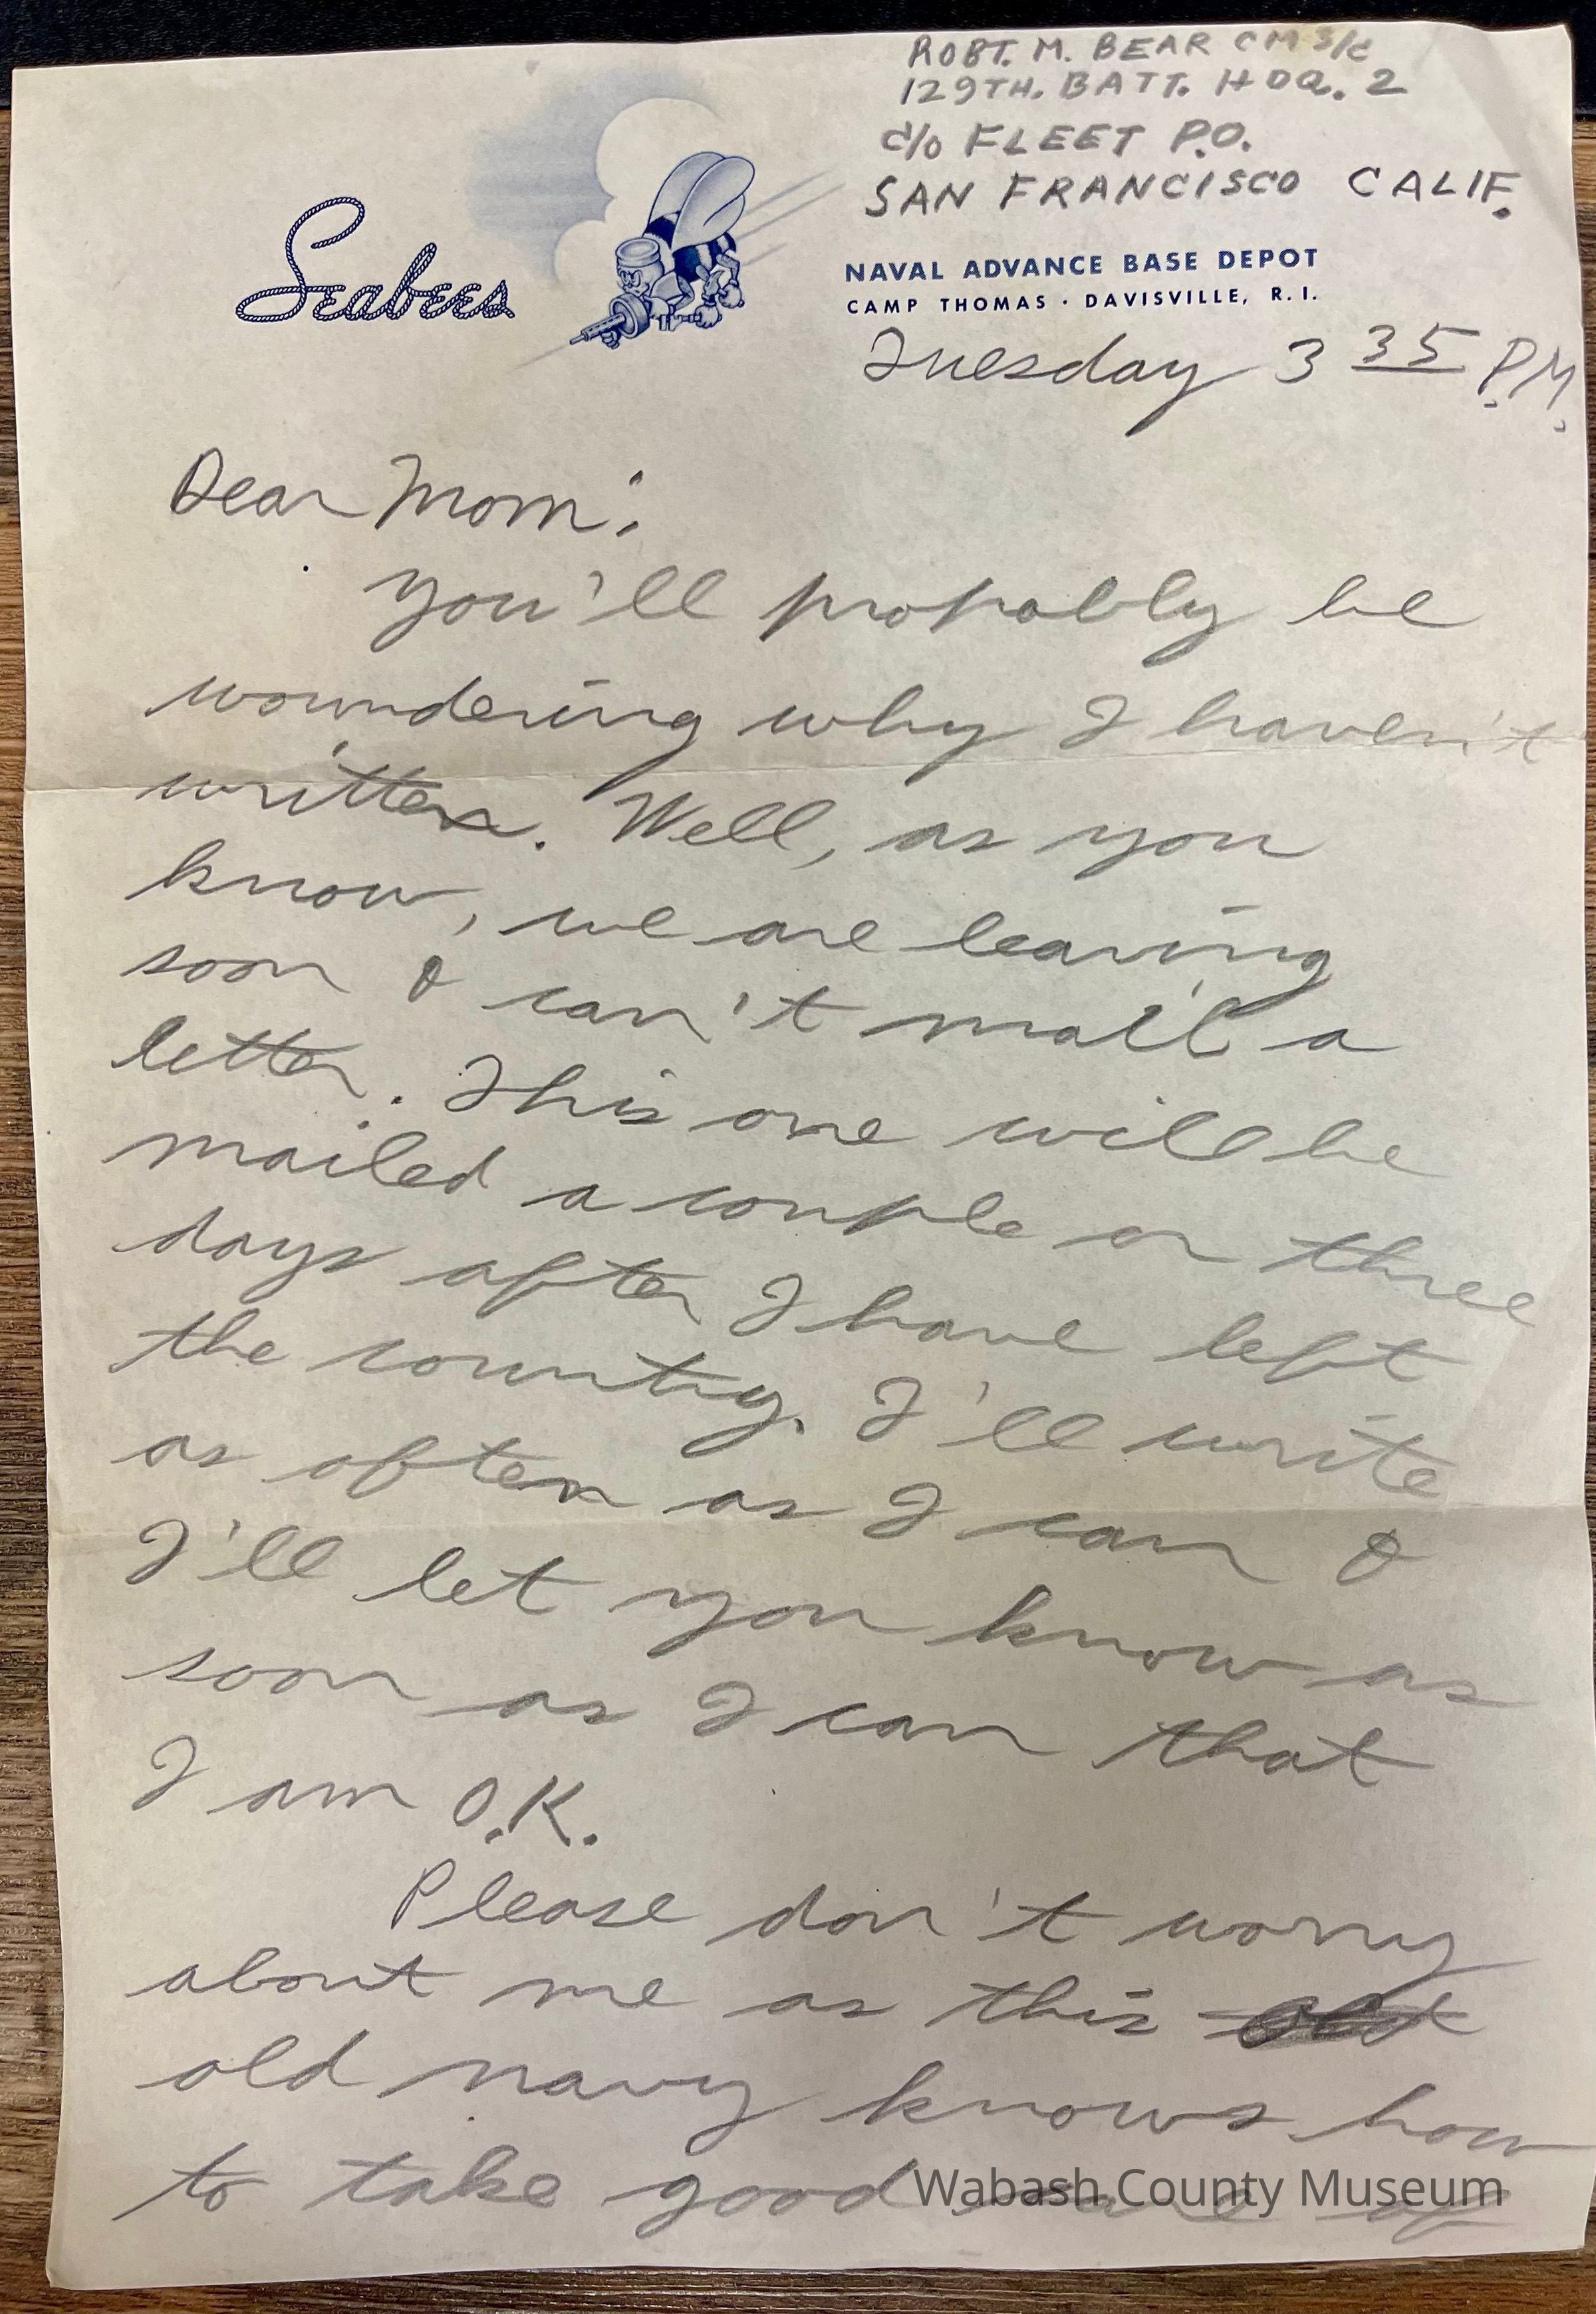 ROBT. M. BEAR CM 3/c
129TH. BATT. HDQ. 2
c/o FLEET P.O.
SAN FRANCISCO CALIF.
Seabees
NAVAL ADVANCE BASE DEPOT
CAMP THOMAS · DAVISVILLE, R.I.
Tuesday 3 35 P.M.
Dear Mom:
You'll probably be
woundering why I haven't
written. Well, as you
know, we are leaving
soon & can't mail a
letter. This one will be
mailed a couple or three
days after I have left
the country. I'll write
as often as I can &
I'll let you know as
soon as I can that
I am O.K.
Please don't worry
about me as this old
old navy knows how
to take good care of
Wabash County Museum